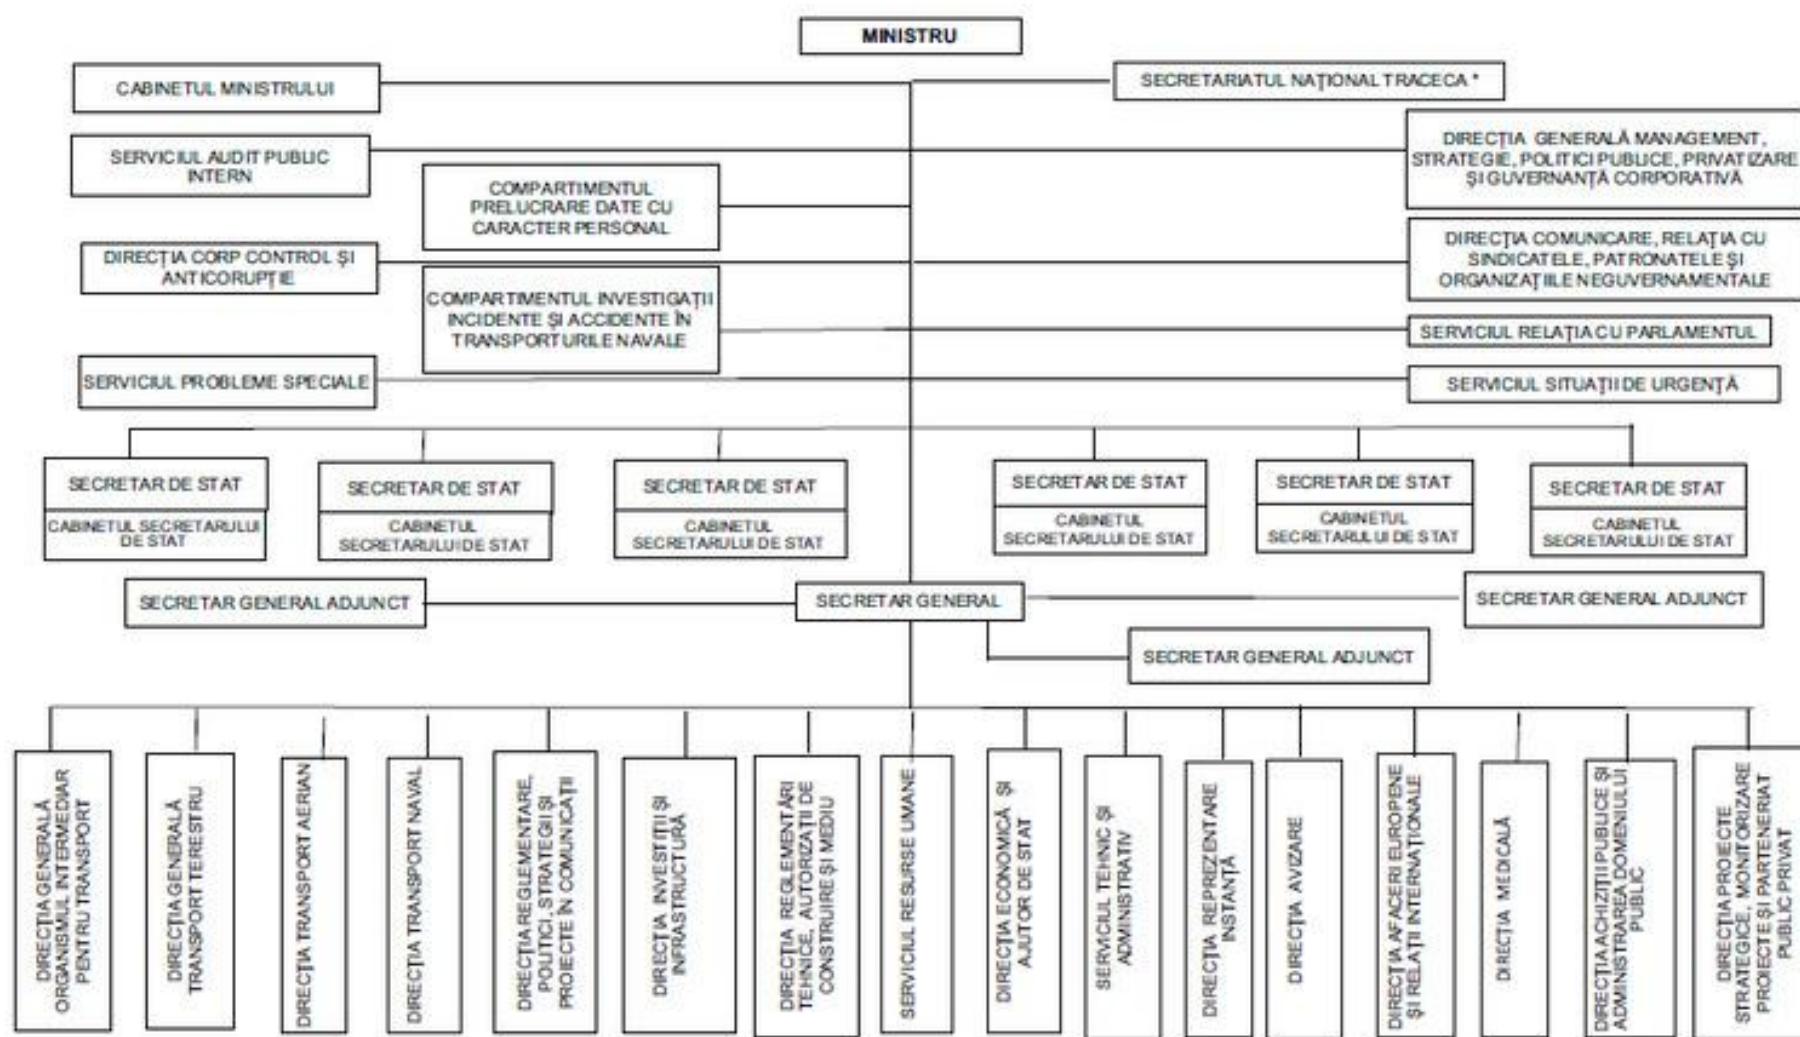 MINISTRU
CABINETUL MINISTRULUI
SECRETARIATUL NAȚIONAL TRACECA *
SERVICIUL AUDIT PUBLIC
INTERN
DIRECȚIA GENERALĂ MANAGEMENT,
STRATEGIE, POLITICI PUBLICE, PRIVATIZARE
ȘI GUVERNANȚĂ CORPORATIVĂ
COMPARTIMENTUL
PRELUCRARE DATE CU
CARACTER PERSONAL
DIRECȚIA CORP CONTROL ȘI
ANTICORUPȚIE
DIRECȚIA COMUNICARE, RELAȚIA CU
SINDICATELE, PATRONATELE ȘI
ORGANIZAȚIILE NEGUVERNAMENTALE
COMPARTIMENTUL INVESTIGAȚII
INCIDENTE ȘI ACCIDENTE ÎN
TRANSPORTURILE NAVALE
SERVICIUL RELAȚIA CU PARLAMENTUL
SERVICIUL PROBLEME SPECIALE
SERVICIUL SITUAȚII DE URGENȚĂ
SECRETAR DE STAT
CABINETUL SECRETARULUI
DE STAT
SECRETAR DE STAT
CABINETUL
SECRETARULUI DE STAT
SECRETAR DE STAT
CABINETUL
SECRETARULUI DE STAT
SECRETAR DE STAT
CABINETUL
SECRETARULUI DE STAT
SECRETAR DE STAT
CABINETUL
SECRETARULUI DE STAT
SECRETAR DE STAT
CABINETUL
SECRETARULUI DE STAT
SECRETAR GENERAL ADJUNCT
SECRETAR GENERAL
SECRETAR GENERAL ADJUNCT
SECRETAR GENERAL ADJUNCT
DIRECȚIA GENERALĂ
ORGANISMUL INTERMEDIAR
PENTRU TRANSPORT
DIRECȚIA GENERALĂ
TRANSPORT TERESTRU
DIRECȚIA TRANSPORT AERIAN
DIRECȚIA TRANSPORT NAVAL
DIRECȚIA REGLEMENTARE,
POLITICI, STRATEGII ȘI
PROIECTE ÎN COMUNICAȚII
DIRECȚIA INVESTIȚII ȘI
INFRASTRUCTURĂ
DIRECȚIA REGLEMENTĂRI
TEHNICE, AUTORIZAȚII DE
CONSTRUIRE ȘI MEDIU
SERVICIUL RESURSE UMANE
DIRECȚIA ECONOMICĂ ȘI
AJUTOR DE STAT
SERVICIUL TEHNIC ȘI
ADMINISTRATIV
DIRECȚIA REPREZENTARE
INSTANȚĂ
DIRECȚIA AVIZARE
DIRECȚIA AFACERI EUROPENE
ȘI RELAȚII INTERNAȚIONALE
DIRECȚIA MEDICALĂ
DIRECȚIA ACHIZIȚII PUBLICE ȘI
ADMINISTRAREA DOMENIULUI
PUBLIC
DIRECȚIA PROIECTE
STRATEGICE, MONITORIZARE
PROIECTE ȘI PARTENERIAT
PUBLIC PRIVAT